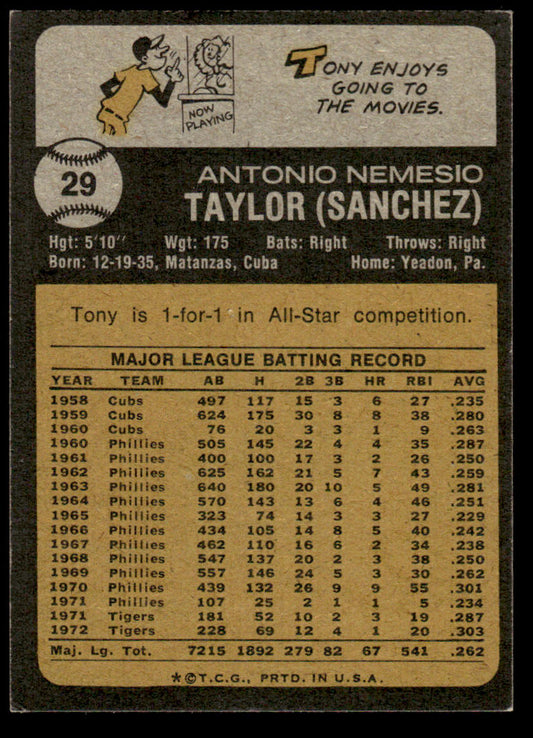 NOW
PLAYING
TONY ENJOYS
GOING TO
THE MOVIES.
29
ANTONIO NEMESIO
TAYLOR (SANCHEZ)
Hgt: 5'10" Wgt: 175 Bats: Right Throws: Right
Born: 12-19-35, Matanzas, Cuba Home: Yeadon, Pa.
Tony is 1-for-1 in All-Star competition.
MAJOR LEAGUE BATTING RECORD
YEAR TEAM AB H 2B 3B HR RBI AVG
1958 Cubs 497 117 15 3 6 27 .235
1959 Cubs 624 175 30 8 8 38 .280
1960 Cubs 76 20 3 3 1 9 .263
1960 Phillies 505 145 22 4 4 35 .287
1961 Phillies 400 100 17 3 2 26 .250
1962 Phillies 625 162 21 5 7 43 .259
1963 Phillies 640 180 20 10 5 49 .281
1964 Phillies 570 143 13 6 4 46 .251
1965 Phillies 323 74 14 3 3 27 .229
1966 Phillies 434 105 14 8 5 40 .242
1967 Phillies 462 110 16 6 2 34 .238
1968 Phillies 547 137 20 2 3 38 .250
1969 Phillies 557 146 24 5 3 30 .262
1970 Phillies 439 132 26 9 9 55 .301
1971 Phillies 107 25 2 1 1 5 .234
1971 Tigers 181 52 10 2 3 19 .287
1972 Tigers 228 69 12 4 1 20 .303
Maj. Lg. Tot. 7215 1892 279 82 67 541 .262
*©T.C.G., PRTD. IN U.S.A.